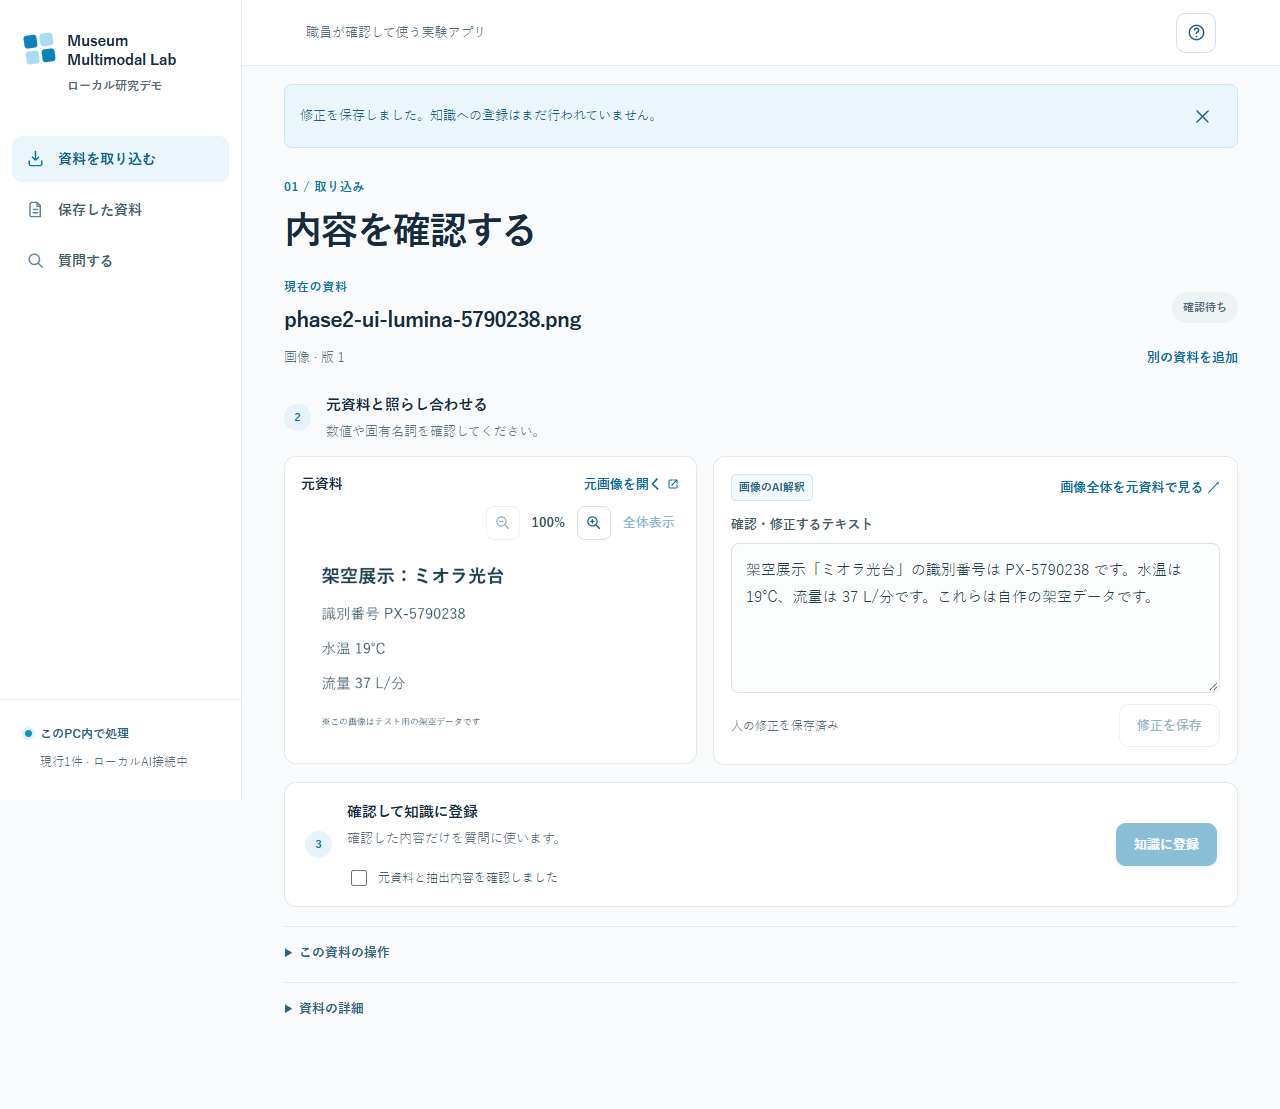 Museum
Multimodal Lab
ローカル研究デモ
資料を取り込む
保存した資料
質問する
このPC内で処理
現行1件 · ローカルAI接続中
職員が確認して使う実験アプリ
修正を保存しました。知識への登録はまだ行われていません。
01 / 取り込み
内容を確認する
現在の資料
phase2-ui-lumina-5790238.png
確認待ち
画像 · 版 1
別の資料を追加
2
元資料と照らし合わせる
数値や固有名詞を確認してください。
元資料
元画像を開く
100%
全体表示
架空展示：ミオラ光台
識別番号 PX-5790238
水温 19°C
流量 37 L/分
※この画像はテスト用の架空データです
画像のAI解釈
画像全体を元資料で見る
確認・修正するテキスト
架空展示「ミオラ光台」の識別番号は PX-5790238 です。水温は
19°C、流量は 37 L/分です。これらは自作の架空データです。
人の修正を保存済み
修正を保存
3
確認して知識に登録
確認した内容だけを質問に使います。
元資料と抽出内容を確認しました
知識に登録
この資料の操作
資料の詳細